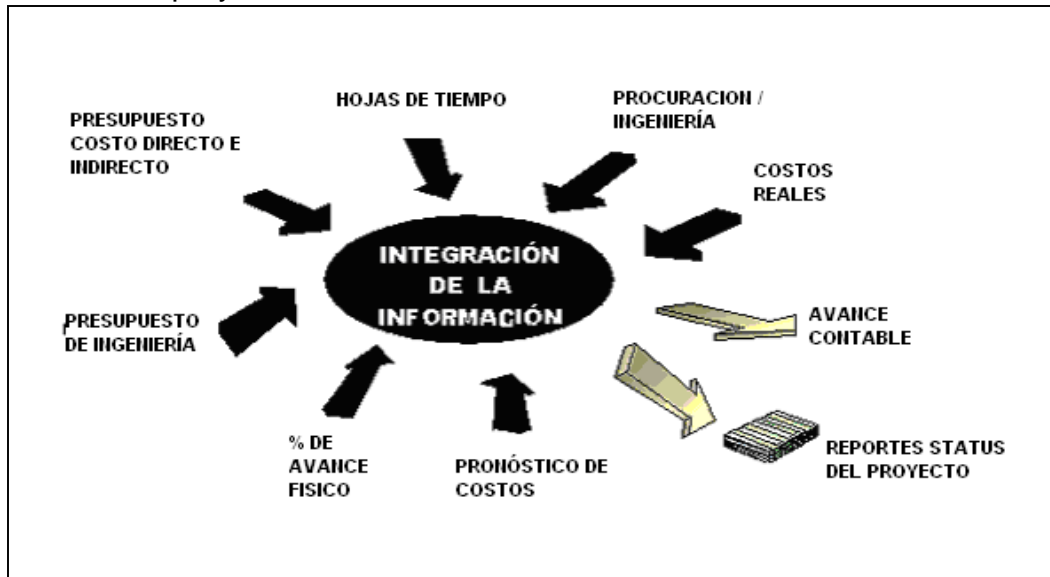 HOJAS DE TIEMPO
PROCURACION /
INGENIERÍA
PRESUPUESTO
COSTO DIRECTO E
INDIRECTO
COSTOS
REALES
INTEGRACIÓN
DE LA
INFORMACIÓN
PRESUPUESTO
DE INGENIERÍA
AVANCE
CONTABLE
% DE
AVANCE
FISICO
PRONÓSTICO DE
COSTOS
REPORTES STATUS
DEL PROYECTO